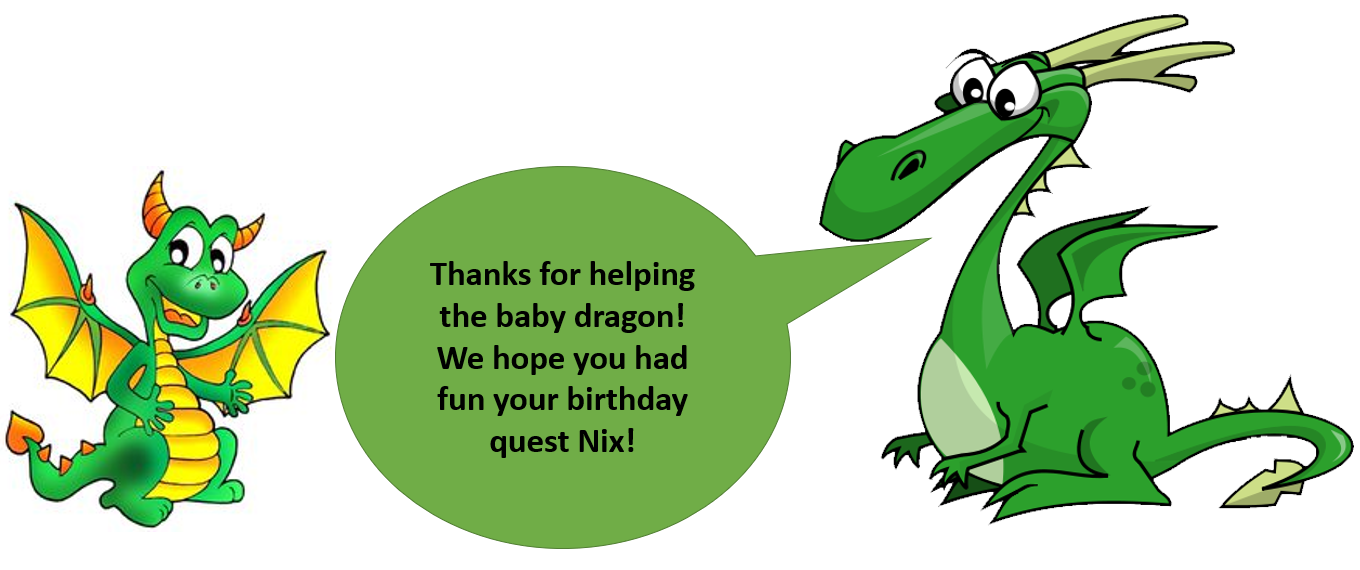 Thanks for helping
the baby dragon!
We hope you had
fun your birthday
quest Nix!